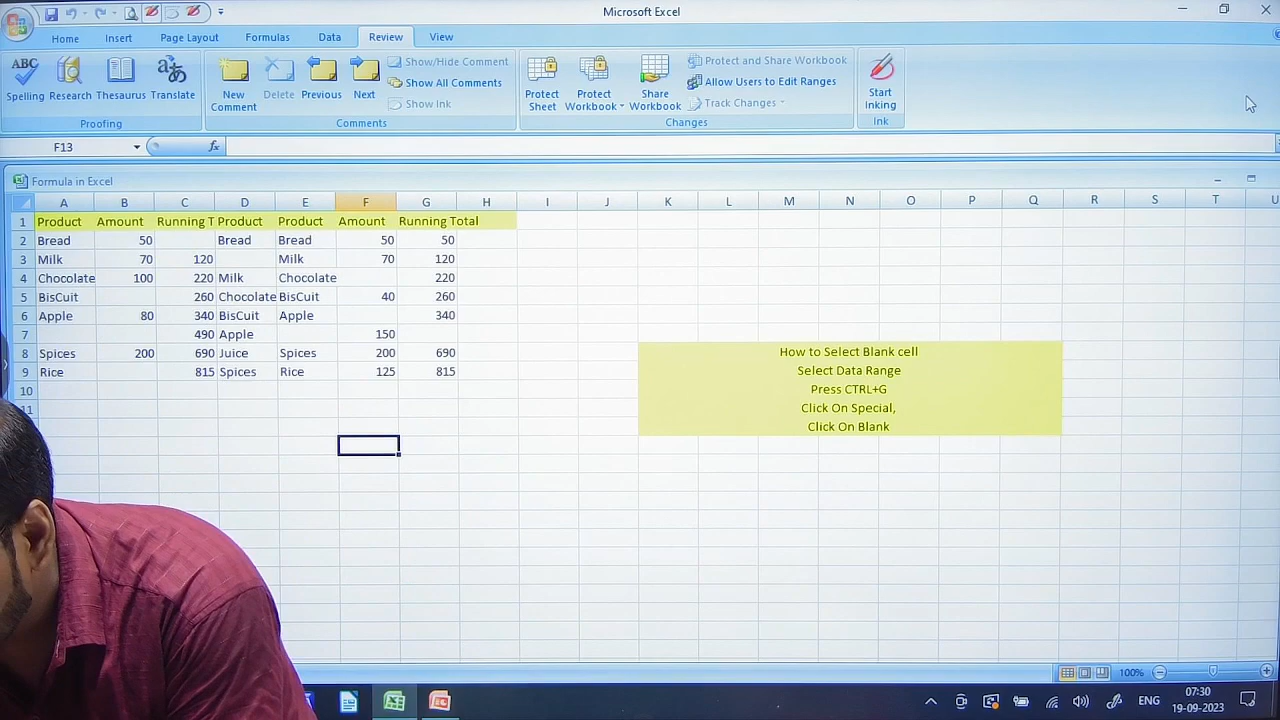 Microsoft Excel
Home Insert Page Layout Formulas Data Review View
ABC
Spelling Research Thesaurus Translate
Proofing
New Comment Delete Previous Next
Show/Hide Comment
Show All Comments
Show Ink
Comments
Protect Sheet Protect Workbook Share Workbook
Protect and Share Workbook
Allow Users to Edit Ranges
Track Changes
Changes
Start Inking
Ink
F13 fx
Formula in Excel
A B C D E F G H I J K L M N O P Q R S T U
1 Product Amount Running T Product Product Amount Running Total
2 Bread 50 Bread Bread 50 50
3 Milk 70 120 Milk 70 120
4 Chocolate 100 220 Milk Chocolate 220
5 BisCuit 260 Chocolate BisCuit 40 260
6 Apple 80 340 BisCuit Apple 340
7 490 Apple 150
8 Spices 200 690 Juice Spices 200 690
9 Rice 815 Spices Rice 125 815
10
11
How to Select Blank cell
Select Data Range
Press CTRL+G
Click On Special,
Click On Blank
100%
ENG
07:30
19-09-2023